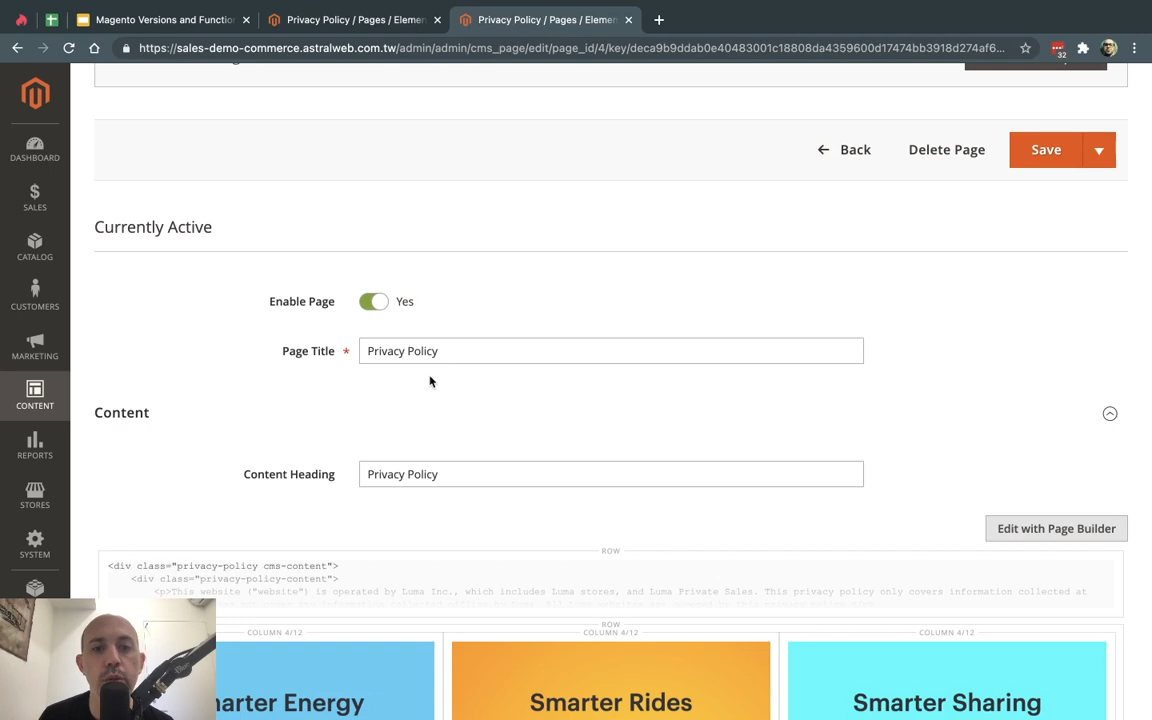 Magento Versions and Function
Privacy Policy / Pages / Elemen
Privacy Policy / Pages / Elemen
https://sales-demo-commerce.astralweb.com.tw/admin/admin/cms_page/edit/page_id/4/key/deca9b9ddab0e40483001c18808da4359600d17474bb3918d274af6...
32
DASHBOARD
SALES
CATALOG
CUSTOMERS
MARKETING
CONTENT
REPORTS
STORES
SYSTEM
Back
Delete Page
Save
Currently Active
Enable Page
Yes
Page Title *
Privacy Policy
Content
Content Heading
Privacy Policy
Edit with Page Builder
ROW
<div class="privacy-policy cms-content">
<div class="privacy-policy-content">
<p>This website ("website") is operated by Luma Inc., which includes Luma stores, and Luma Private Sales. This privacy policy only covers information collected at
ROW
COLUMN 4/12
COLUMN 4/12
COLUMN 4/12
arter Energy
Smarter Rides
Smarter Sharing